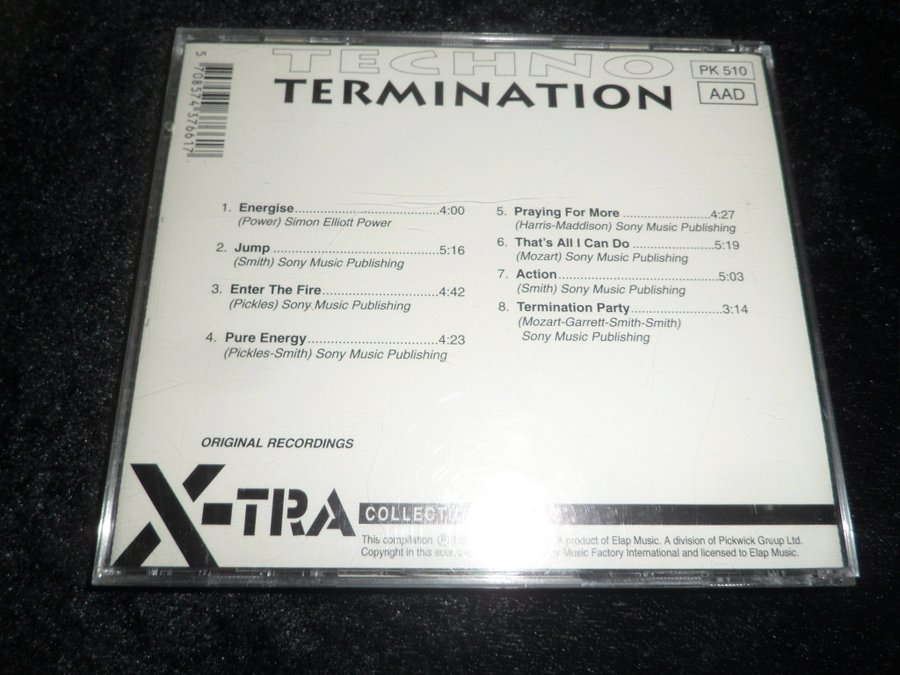 TECHNO
TERMINATION
PK 510
AAD
5 708574 376617
1. Energise..........................................4:00
(Power) Simon Elliott Power
2. Jump................................................5:16
(Smith) Sony Music Publishing
3. Enter The Fire..................................4:42
(Pickles) Sony Music Publishing
4. Pure Energy.....................................4:23
(Pickles-Smith) Sony Music Publishing
5. Praying For More.........................4:27
(Harris-Maddison) Sony Music Publishing
6. That's All I Can Do.......................5:19
(Mozart) Sony Music Publishing
7. Action..............................................5:03
(Smith) Sony Music Publishing
8. Termination Party.........................3:14
(Mozart-Garrett-Smith-Smith)
Sony Music Publishing
ORIGINAL RECORDINGS
X-TRA
This compilation ℗ A product of Elap Music. A division of Pickwick Group Ltd.
Copyright in this Music Factory International and licensed to Elap Music.